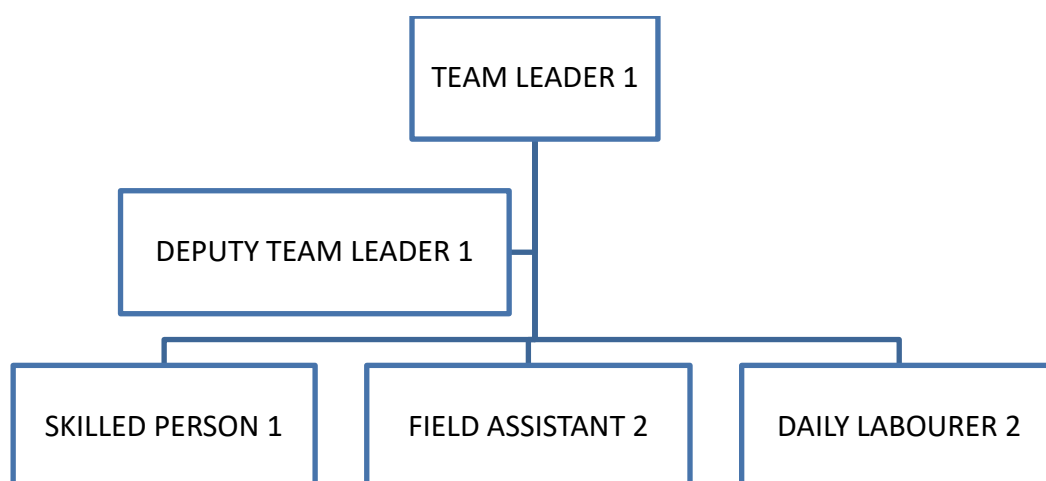 TEAM LEADER 1
DEPUTY TEAM LEADER 1
SKILLED PERSON 1
FIELD ASSISTANT 2
DAILY LABOURER 2